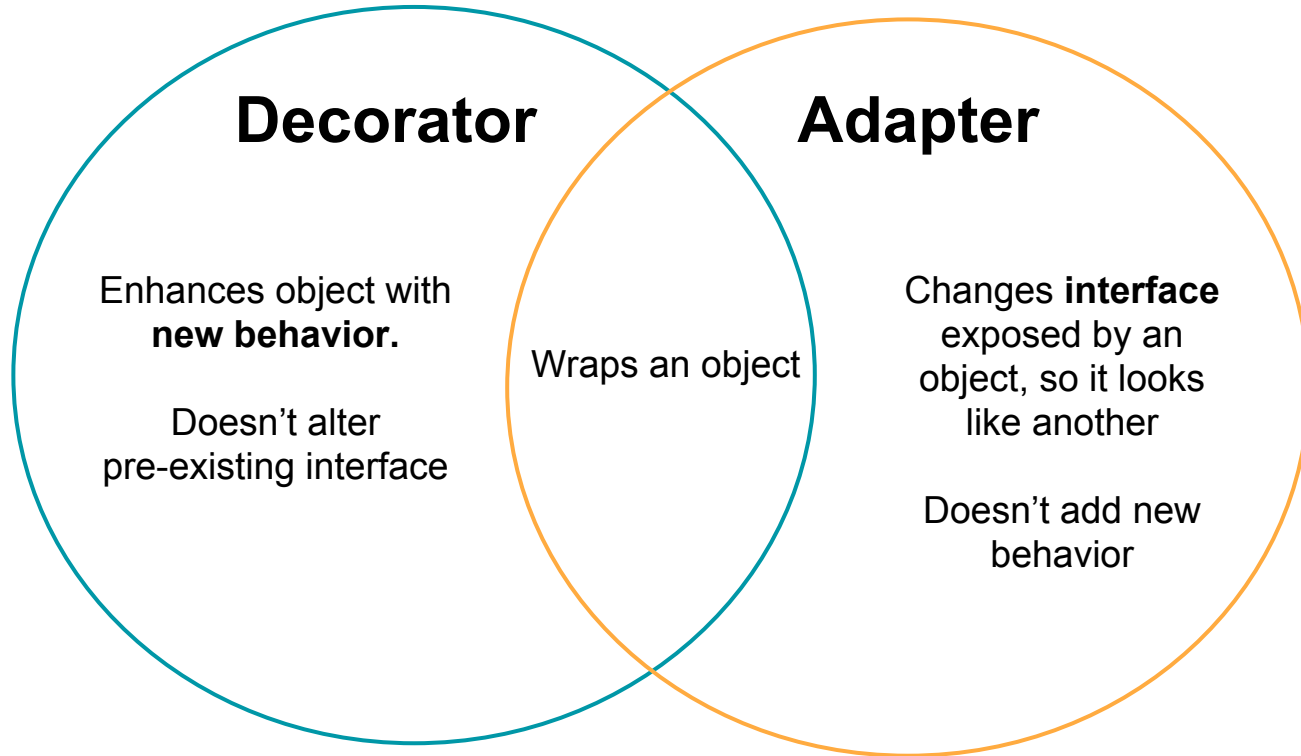 Decorator
Adapter
Enhances object with
new behavior.
Doesn’t alter
pre-existing interface
Wraps an object
Changes interface
exposed by an
object, so it looks
like another
Doesn’t add new
behavior